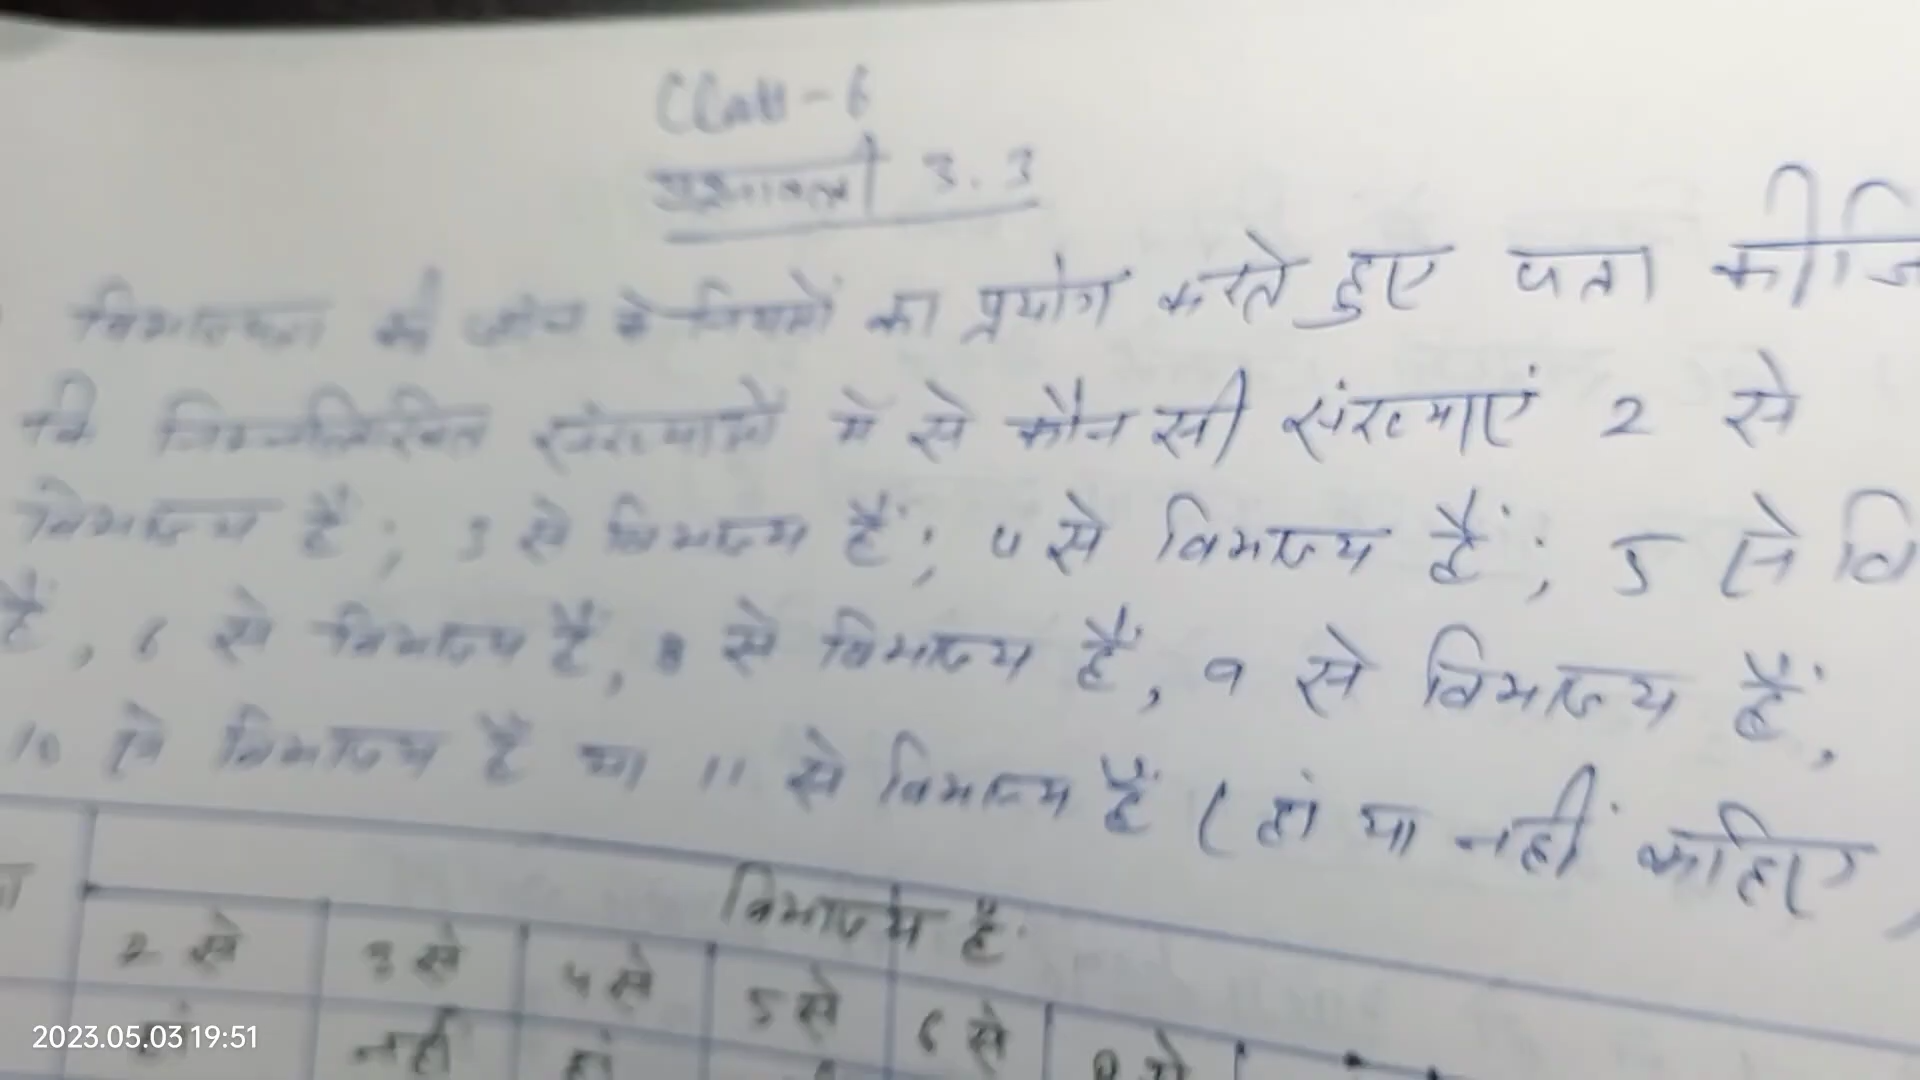 Class-6
प्रश्नावली 3.3
विभाज्यता की जांच के नियमों का प्रयोग करते हुए पता कीजि
कि निम्नलिखित संख्याओं में से कौन सी संख्याएं 2 से
विभाज्य हैं; 3 से विभाज्य हैं; 4 से विभाज्य हैं; 5 से वि
हैं, 6 से विभाज्य हैं, 8 से विभाज्य हैं, 9 से विभाज्य हैं,
10 से विभाज्य हैं या 11 से विभाज्य हैं (हां या नहीं कहिए)
विभाज्य है
2 से 3 से 4 से 5 से 6 से 8 से
हां नहीं हां
2023.05.03 19:51